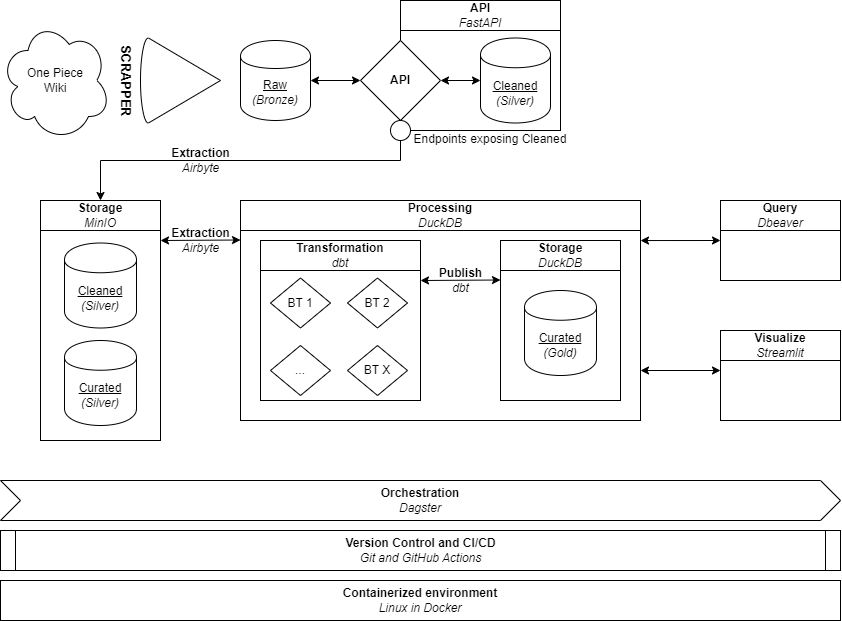 API
FastAPI
One Piece
Wiki
SCRAPPER
Raw
(Bronze)
API
Cleaned
(Silver)
Endpoints exposing Cleaned
Extraction
Airbyte
Storage
MinIO
Cleaned
(Silver)
Curated
(Silver)
Extraction
Airbyte
Processing
DuckDB
Transformation
dbt
BT 1
BT 2
...
BT X
Publish
dbt
Storage
DuckDB
Curated
(Gold)
Query
Dbeaver
Visualize
Streamlit
Orchestration
Dagster
Version Control and CI/CD
Git and GitHub Actions
Containerized environment
Linux in Docker